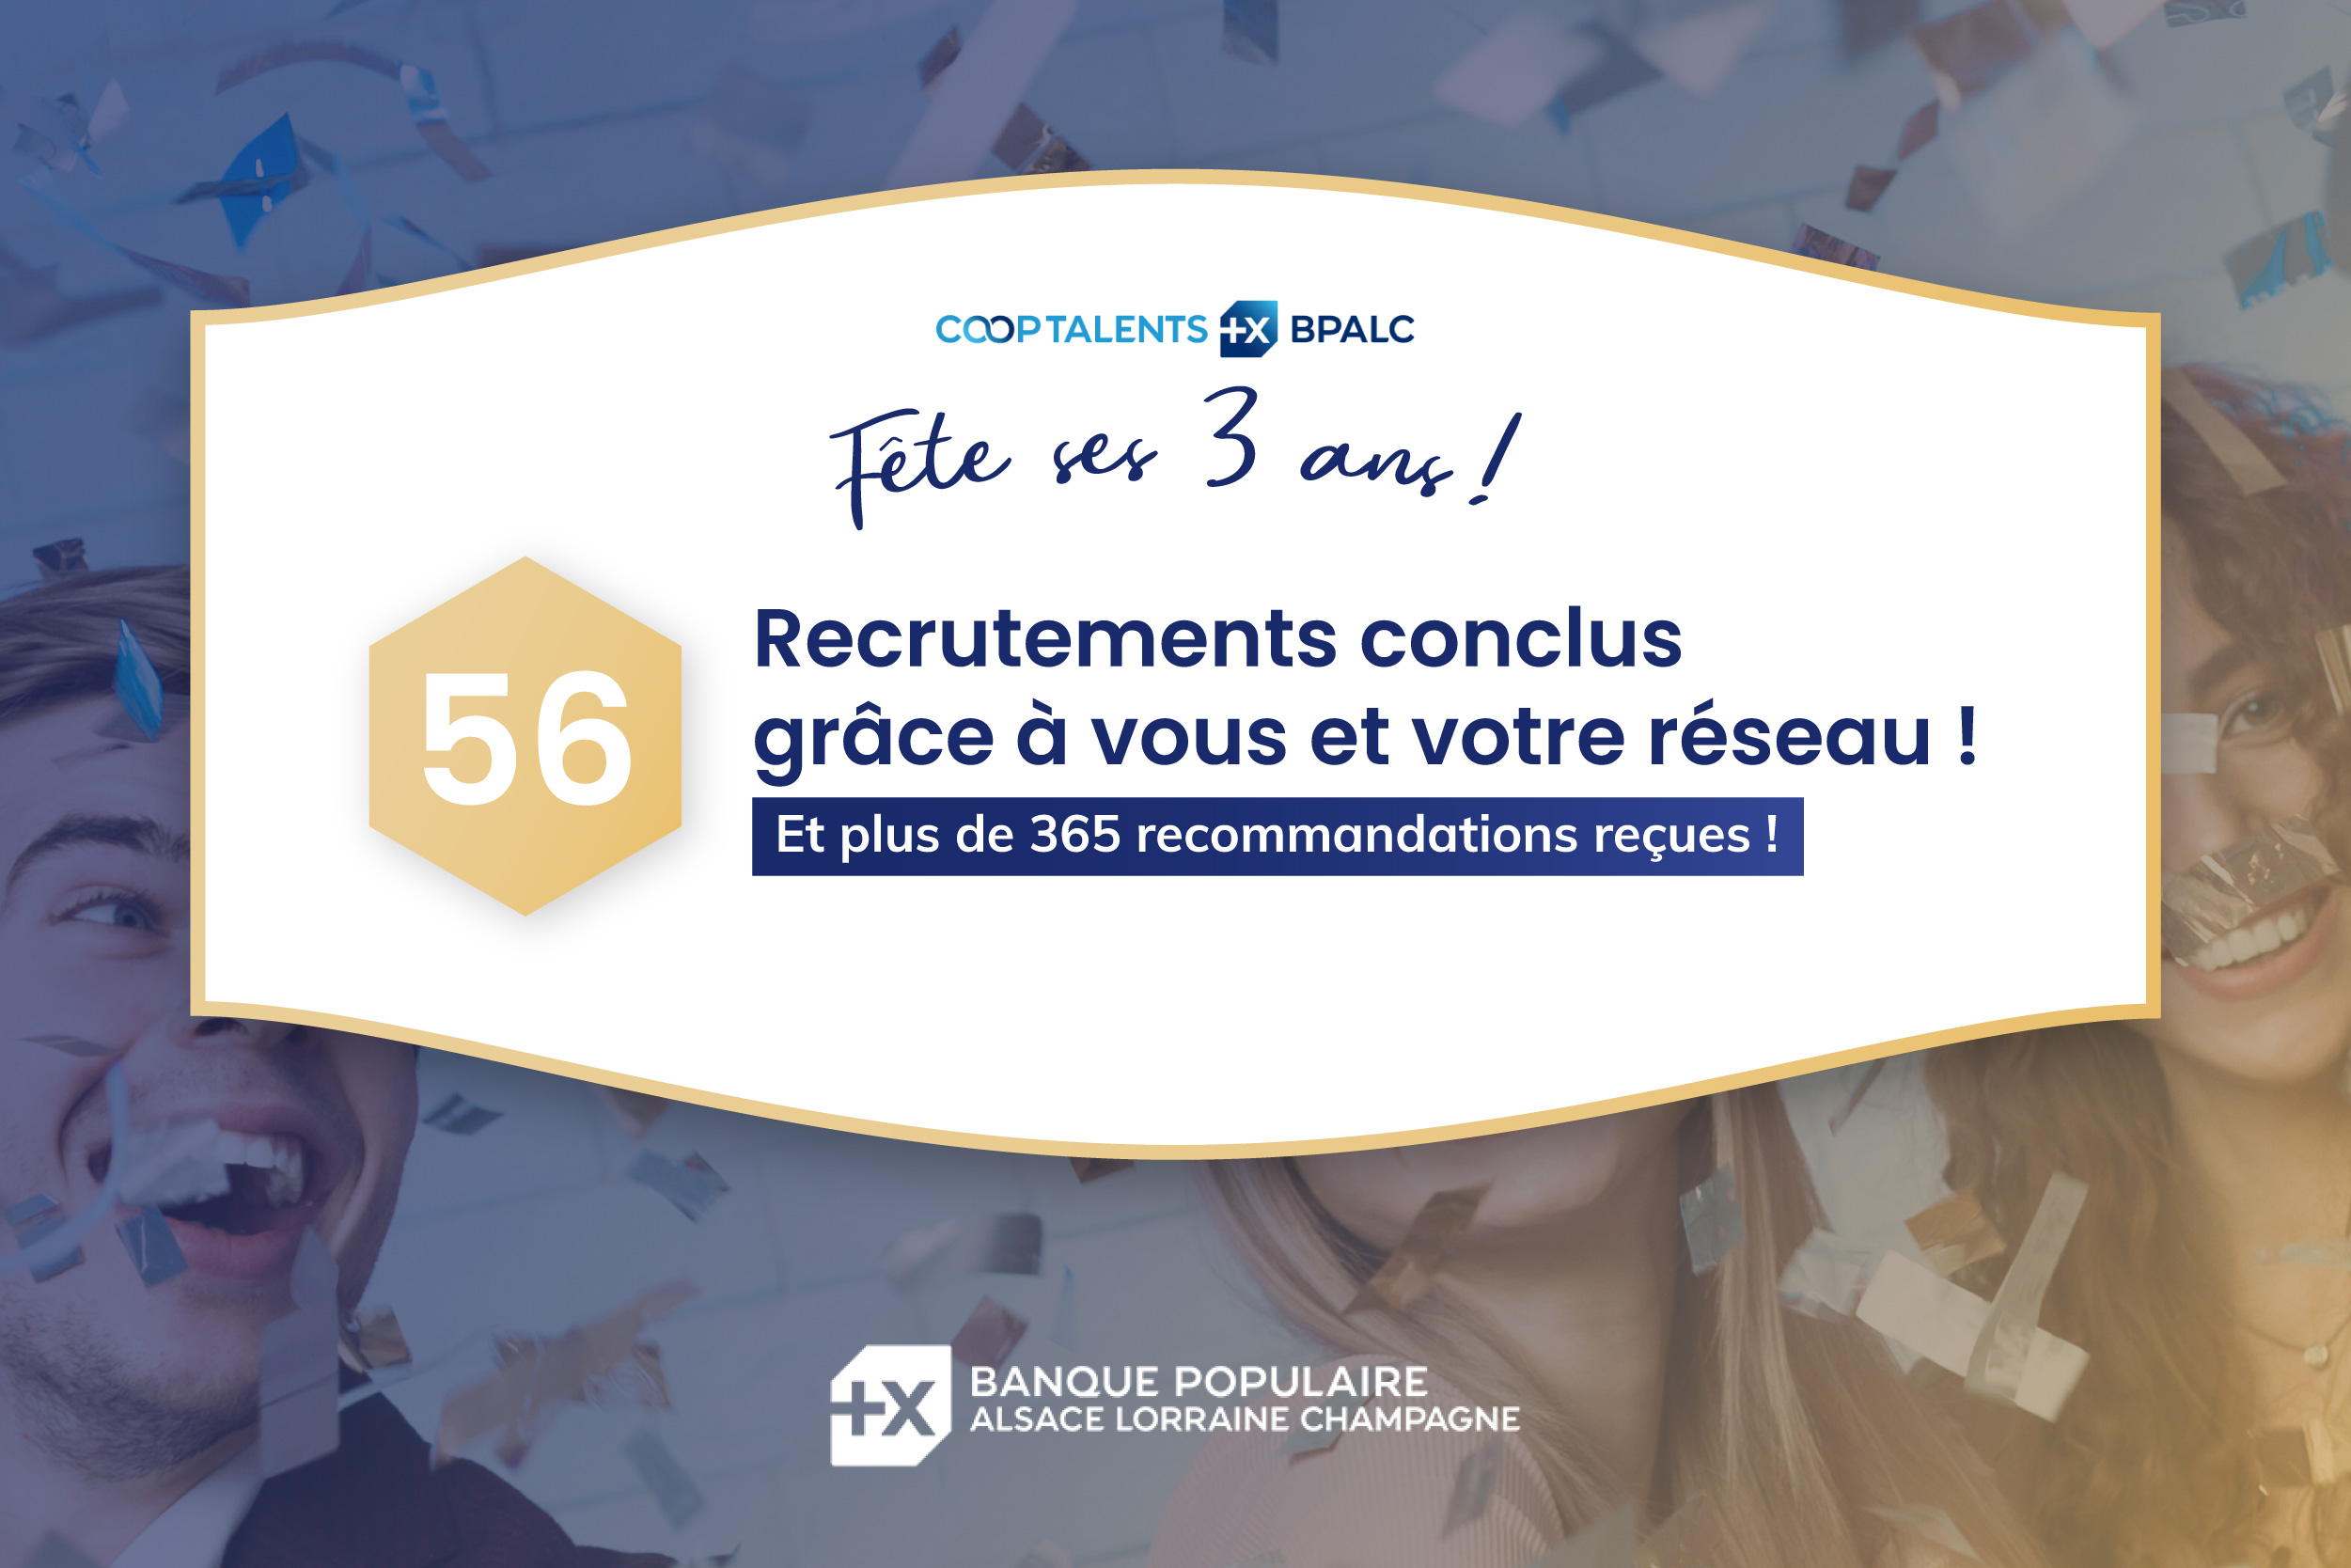 COOPTALENTS +X BPALC
Fête ses 3 ans !
56
Recrutements conclus
grâce à vous et votre réseau !
Et plus de 365 recommandations reçues !
+X BANQUE POPULAIRE
ALSACE LORRAINE CHAMPAGNE